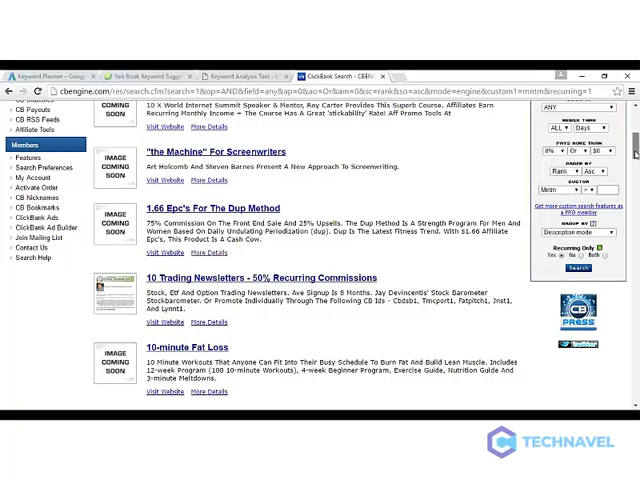 Keyword Planner – Goog
Seo Book Keyword Sugge
Keyword Analysis Tool -
ClickBank Search - CBENG
cbengine.com/res/search.cfm?search=1&op=AND&field=any&ap=0&ao=Or&am=0&sc=rank&so=asc&mode=engine&custom1=mntm&recurring=1
CB Payouts
CB RSS Feeds
Affiliate Tools
Members
Features
Search Preferences
My Account
Activate Order
CB Nicknames
CB Bookmarks
ClickBank Ads
ClickBank Ad Builder
Join Mailing List
Contact Us
Search Help
COMING
SOON
10 X World Internet Summit Speaker & Mentor, Roy Carter Provides This Superb Course. Affiliates Earn
Recurring Monthly Income + The Course Has A Great 'stickability' Rate! Aff Promo Tools At
Visit Website More Details
IMAGE
COMING
SOON
"the Machine" For Screenwriters
Art Holcomb And Steven Barnes Present A New Approach To Screenwriting.
Visit Website More Details
IMAGE
COMING
SOON
1.66 Epc's For The Dup Method
75% Commission On The Front End Sale And 25% Upsells. The Dup Method Is A Strength Program For Men And
Women Based On Daily Undulating Periodization (dup). Dup Is The Latest Fitness Trend. With $1.66 Affiliate
Epc's, This Product Is A Cash Cow.
Visit Website More Details
10 Trading Newsletters - 50% Recurring Commissions
Stock, Etf And Option Trading Newsletters. Ave Signup Is 8 Months. Jay Devincentis' Stock Barometer
Stockbarometer. Or Promote Individually Through The Following CB Ids - Cbdsb1, Tmcport1, Fatpitch1, Jnst1,
And Lynnt1.
Visit Website More Details
IMAGE
COMING
SOON
10-minute Fat Loss
10 Minute Workouts That Anyone Can Fit Into Their Busy Schedule To Burn Fat And Build Lean Muscle. Includes
12-week Program (108 10-minute Workouts), 4-week Beginner Program, Exercise Guide, Nutrition Guide And
3-minute Meltdowns.
Visit Website More Details
ANY
NEWER THAN
ALL Days
PAYS MORE THAN
0% Or $0
ORDER BY
Rank Asc
CUSTOM
Mntm >
Get more custom search features as
a PRO member
GROUP BY
Description mode
Recurring Only
Yes No Both
Search
CB
PRESS
twitter
TECHNAVEL